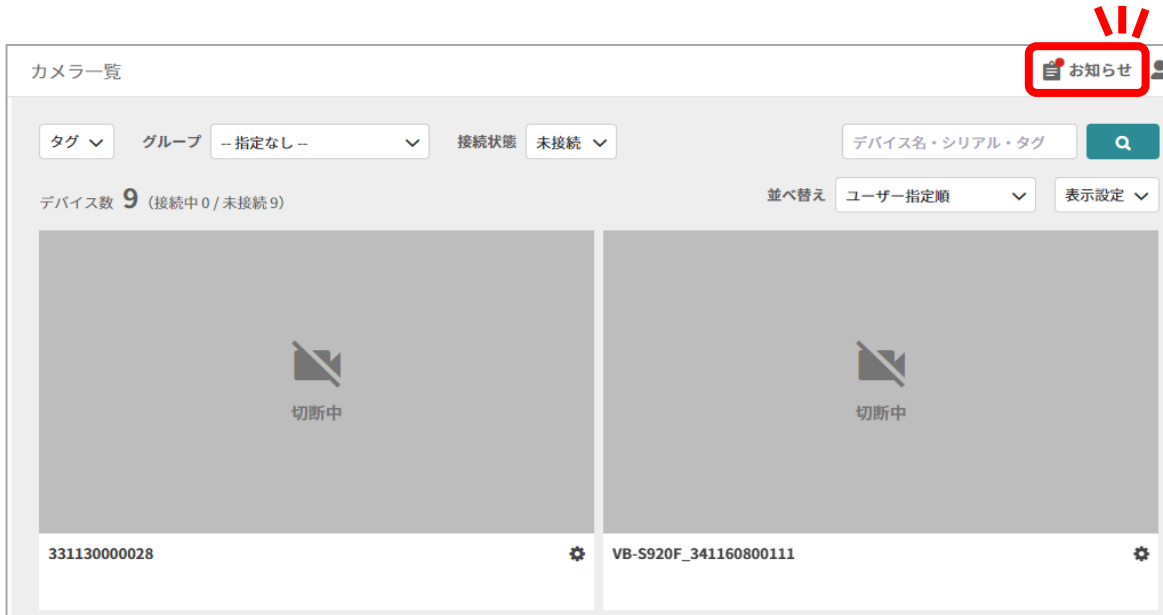 カメラ一覧
お知らせ
タグ
グループ
-- 指定なし --
接続状態
未接続
デバイス名・シリアル・タグ
デバイス数 9 (接続中 0 / 未接続 9)
並べ替え
ユーザー指定順
表示設定
切断中
切断中
331130000028
VB-S920F_341160800111